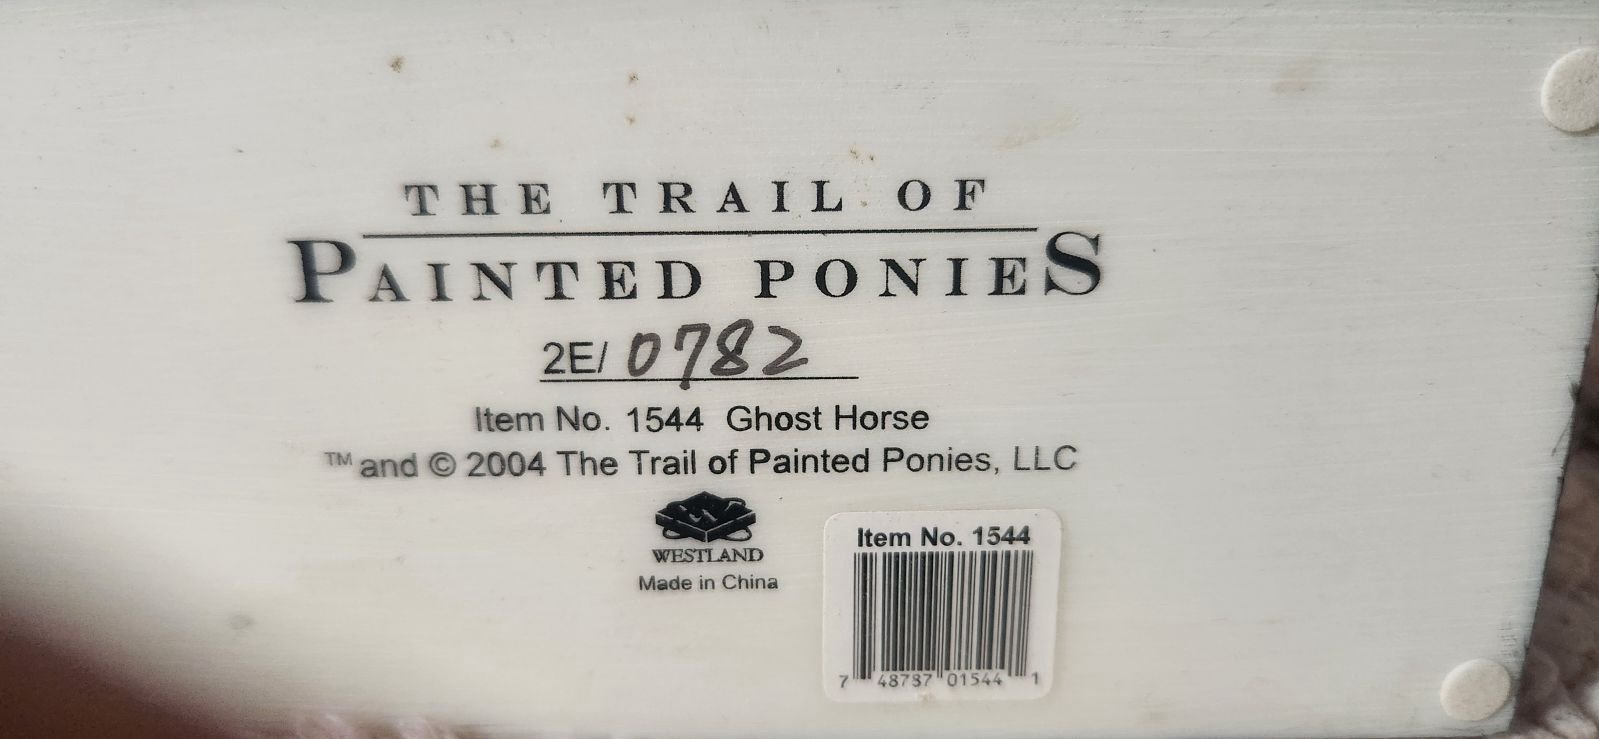 THE TRAIL OF
PAINTED PONIES
2E/0782
Item No. 1544 Ghost Horse
™ and © 2004 The Trail of Painted Ponies, LLC
WESTLAND
Made in China
Item No. 1544
7 48787 01544 1